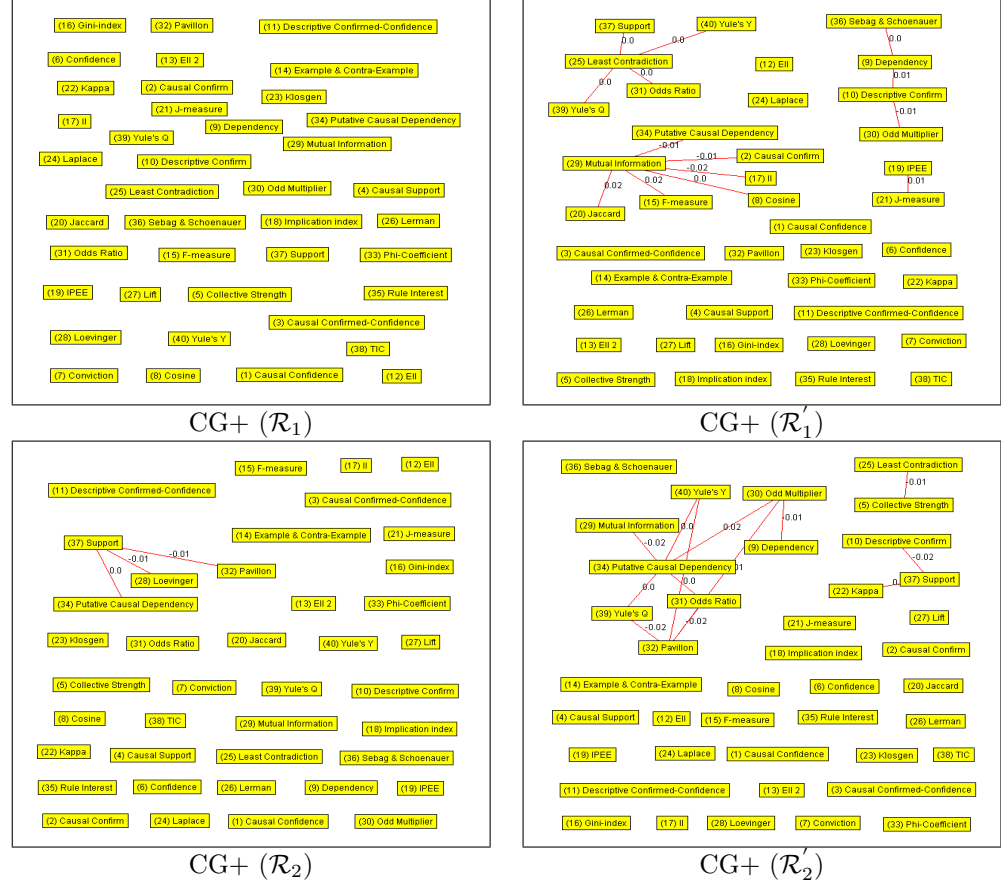 (16) Gini-index (32) Pavillon (11) Descriptive Confirmed-Confidence
(6) Confidence (13) EII 2
(14) Example & Contra-Example
(22) Kappa (2) Causal Confirm
(23) Klosgen
(21) J-measure
(17) II (9) Dependency (34) Putative Causal Dependency
(39) Yule's Q (29) Mutual Information
(24) Laplace (10) Descriptive Confirm
(25) Least Contradiction (30) Odd Multiplier (4) Causal Support
(20) Jaccard (36) Sebag & Schoenauer (18) Implication index (26) Lerman
(31) Odds Ratio (15) F-measure (37) Support (33) Phi-Coefficient
(19) IPEE (27) Lift (5) Collective Strength (35) Rule Interest
(3) Causal Confirmed-Confidence
(28) Loevinger (40) Yule's Y
(38) TIC
(7) Conviction (8) Cosine (1) Causal Confidence (12) EII
CG+ (R₁)
(37) Support (40) Yule's Y (36) Sebag & Schoenauer
0.0 0.0 0.0
(25) Least Contradiction (12) EII (9) Dependency
0.0 0.0 0.01
(31) Odds Ratio (10) Descriptive Confirm
(39) Yule's Q (24) Laplace -0.01
(34) Putative Causal Dependency (30) Odd Multiplier
-0.01
(29) Mutual Information -0.01 (2) Causal Confirm
-0.02 (19) IPEE
0.02 0.02 0.0 (17) II 0.01
(15) F-measure (8) Cosine (21) J-measure
(20) Jaccard
(1) Causal Confidence
(3) Causal Confirmed-Confidence (32) Pavillon (23) Klosgen (6) Confidence
(14) Example & Contra-Example (33) Phi-Coefficient (22) Kappa
(26) Lerman (4) Causal Support (11) Descriptive Confirmed-Confidence
(13) EII 2 (27) Lift (16) Gini-index (28) Loevinger (7) Conviction
(5) Collective Strength (18) Implication index (35) Rule Interest (38) TIC
CG+ (R₁′)
(15) F-measure (17) II (12) EII
(11) Descriptive Confirmed-Confidence
(3) Causal Confirmed-Confidence
(14) Example & Contra-Example (21) J-measure
(37) Support
-0.01 -0.01
0.0 (28) Loevinger (32) Pavillon (16) Gini-index
(34) Putative Causal Dependency (13) EII 2 (33) Phi-Coefficient
(23) Klosgen (31) Odds Ratio (20) Jaccard (40) Yule's Y (27) Lift
(5) Collective Strength (7) Conviction (39) Yule's Q (10) Descriptive Confirm
(8) Cosine (38) TIC (29) Mutual Information (18) Implication index
(22) Kappa (4) Causal Support (25) Least Contradiction (36) Sebag & Schoenauer
(35) Rule Interest (6) Confidence (26) Lerman (9) Dependency (19) IPEE
(2) Causal Confirm (24) Laplace (1) Causal Confidence (30) Odd Multiplier
CG+ (R₂)
(36) Sebag & Schoenauer (25) Least Contradiction
-0.01
(40) Yule's Y (30) Odd Multiplier
(5) Collective Strength
-0.01
(29) Mutual Information 0.0 0.02
-0.02 (9) Dependency (10) Descriptive Confirm
-0.02
(34) Putative Causal Dependency
0.0 0.0 (37) Support
(22) Kappa 0.0
(31) Odds Ratio
(39) Yule's Q -0.02 -0.02 (21) J-measure (27) Lift
(32) Pavillon (18) Implication index (2) Causal Confirm
(14) Example & Contra-Example (8) Cosine (6) Confidence (20) Jaccard
(4) Causal Support (12) EII (15) F-measure (35) Rule Interest (26) Lerman
(19) IPEE (24) Laplace (1) Causal Confidence (23) Klosgen (38) TIC
(11) Descriptive Confirmed-Confidence (13) EII 2 (3) Causal Confirmed-Confidence
(16) Gini-index (17) II (28) Loevinger (7) Conviction (33) Phi-Coefficient
CG+ (R₂′)